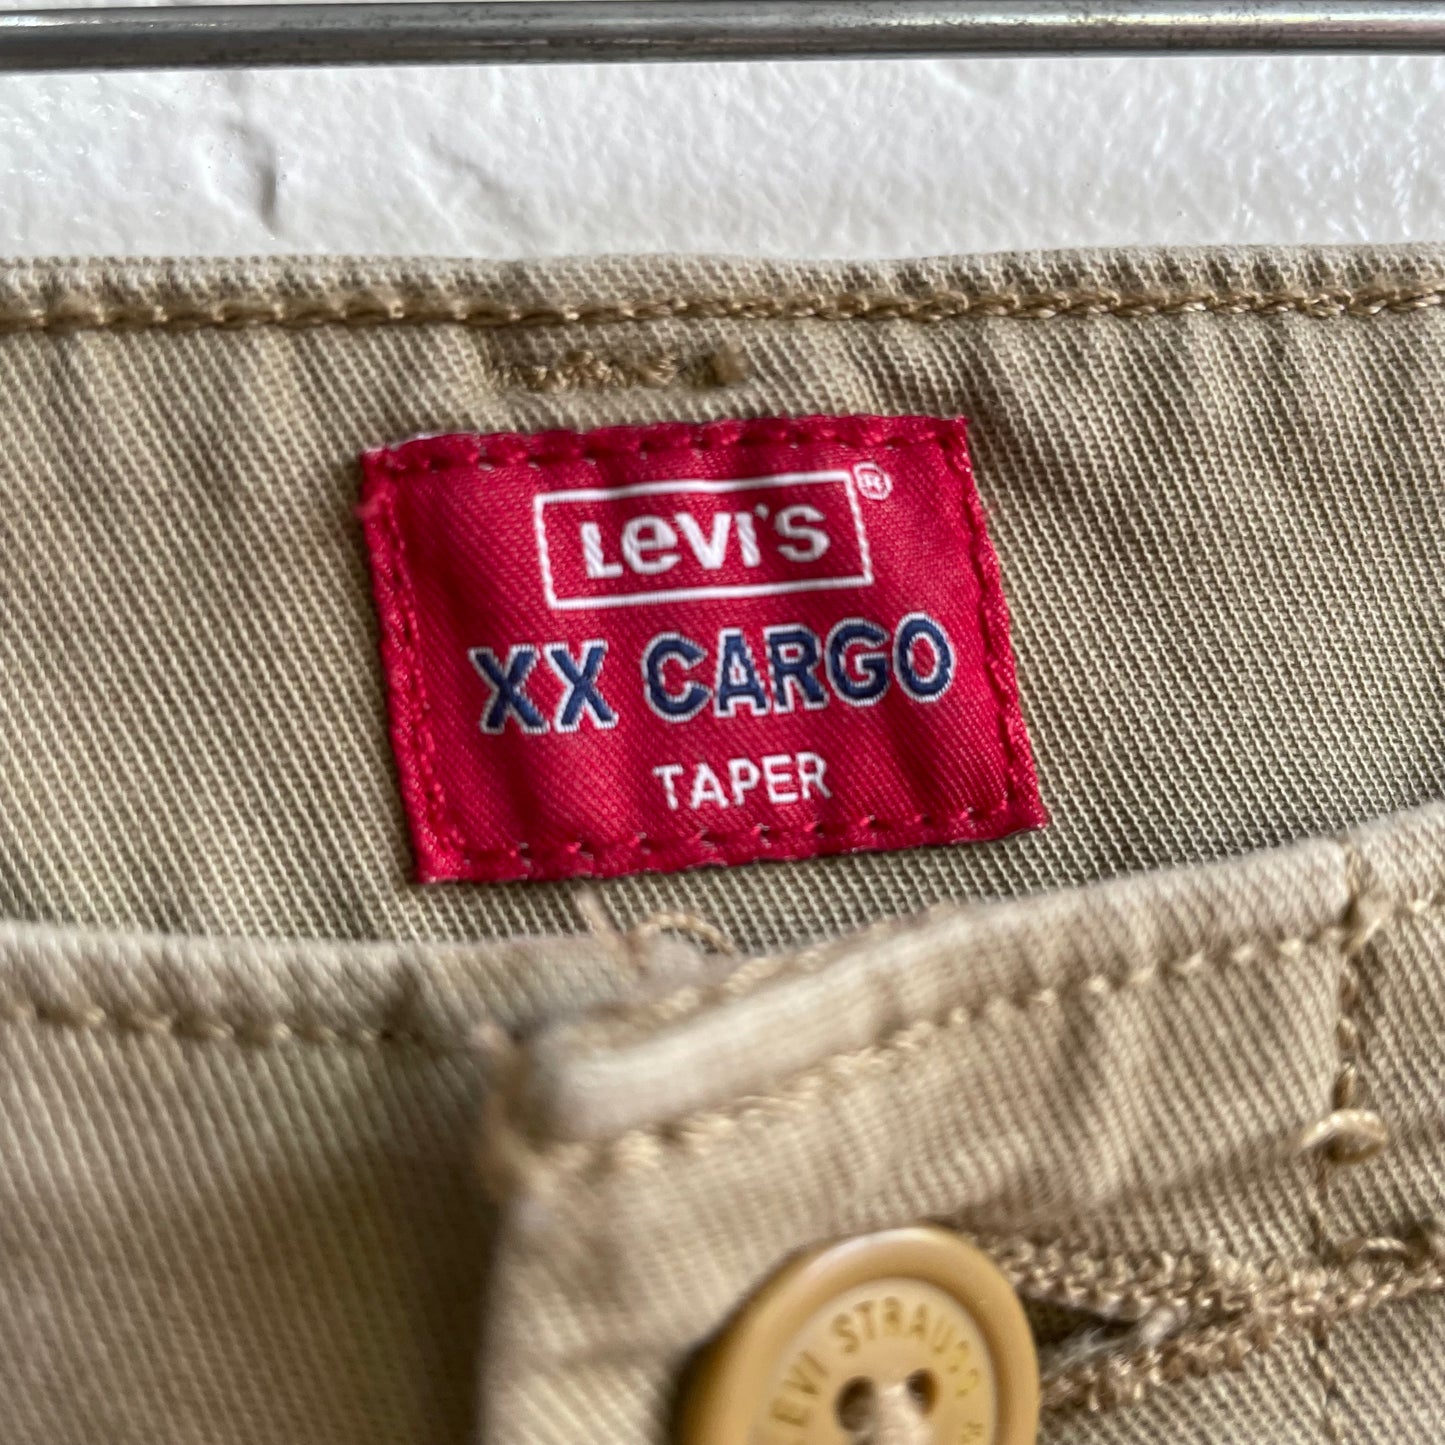 Levi's®
XX CARGO
TAPER
LEVI STRAUSS